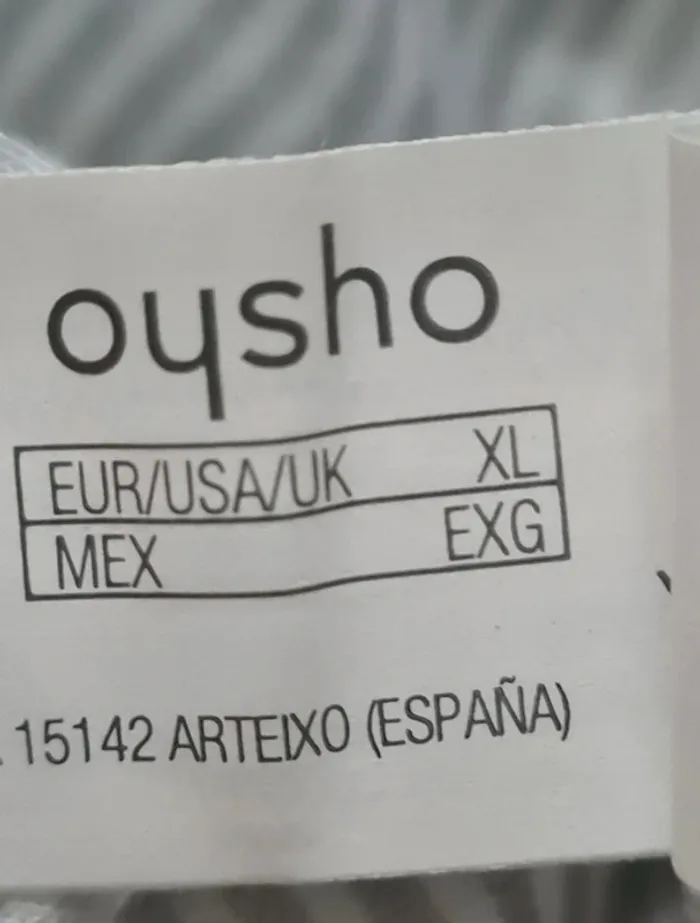 oysho
EUR/USA/UK XL
MEX EXG
15142 ARTEIXO (ESPAÑA)